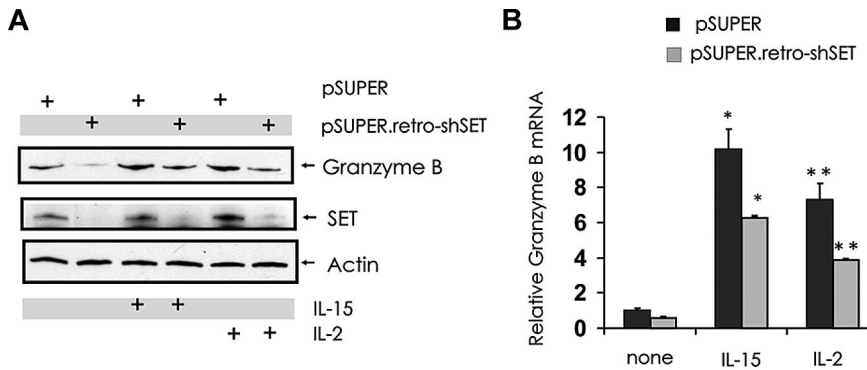 A
pSUPER
+ + +
pSUPER.retro-shSET
+ + +
Granzyme B
SET
Actin
IL-15
+ +
IL-2
+ +
B
pSUPER
pSUPER.retro-shSET
Relative Granzyme B mRNA
12
10
8
6
4
2
0
*
*
**
**
none IL-15 IL-2